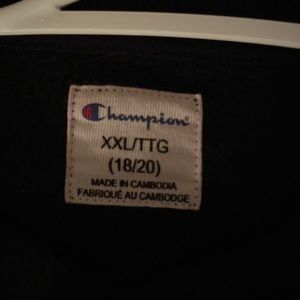 Champion
XXL/TTG
(18/20)
MADE IN CAMBODIA
FABRIQUÉ AU CAMBODGE